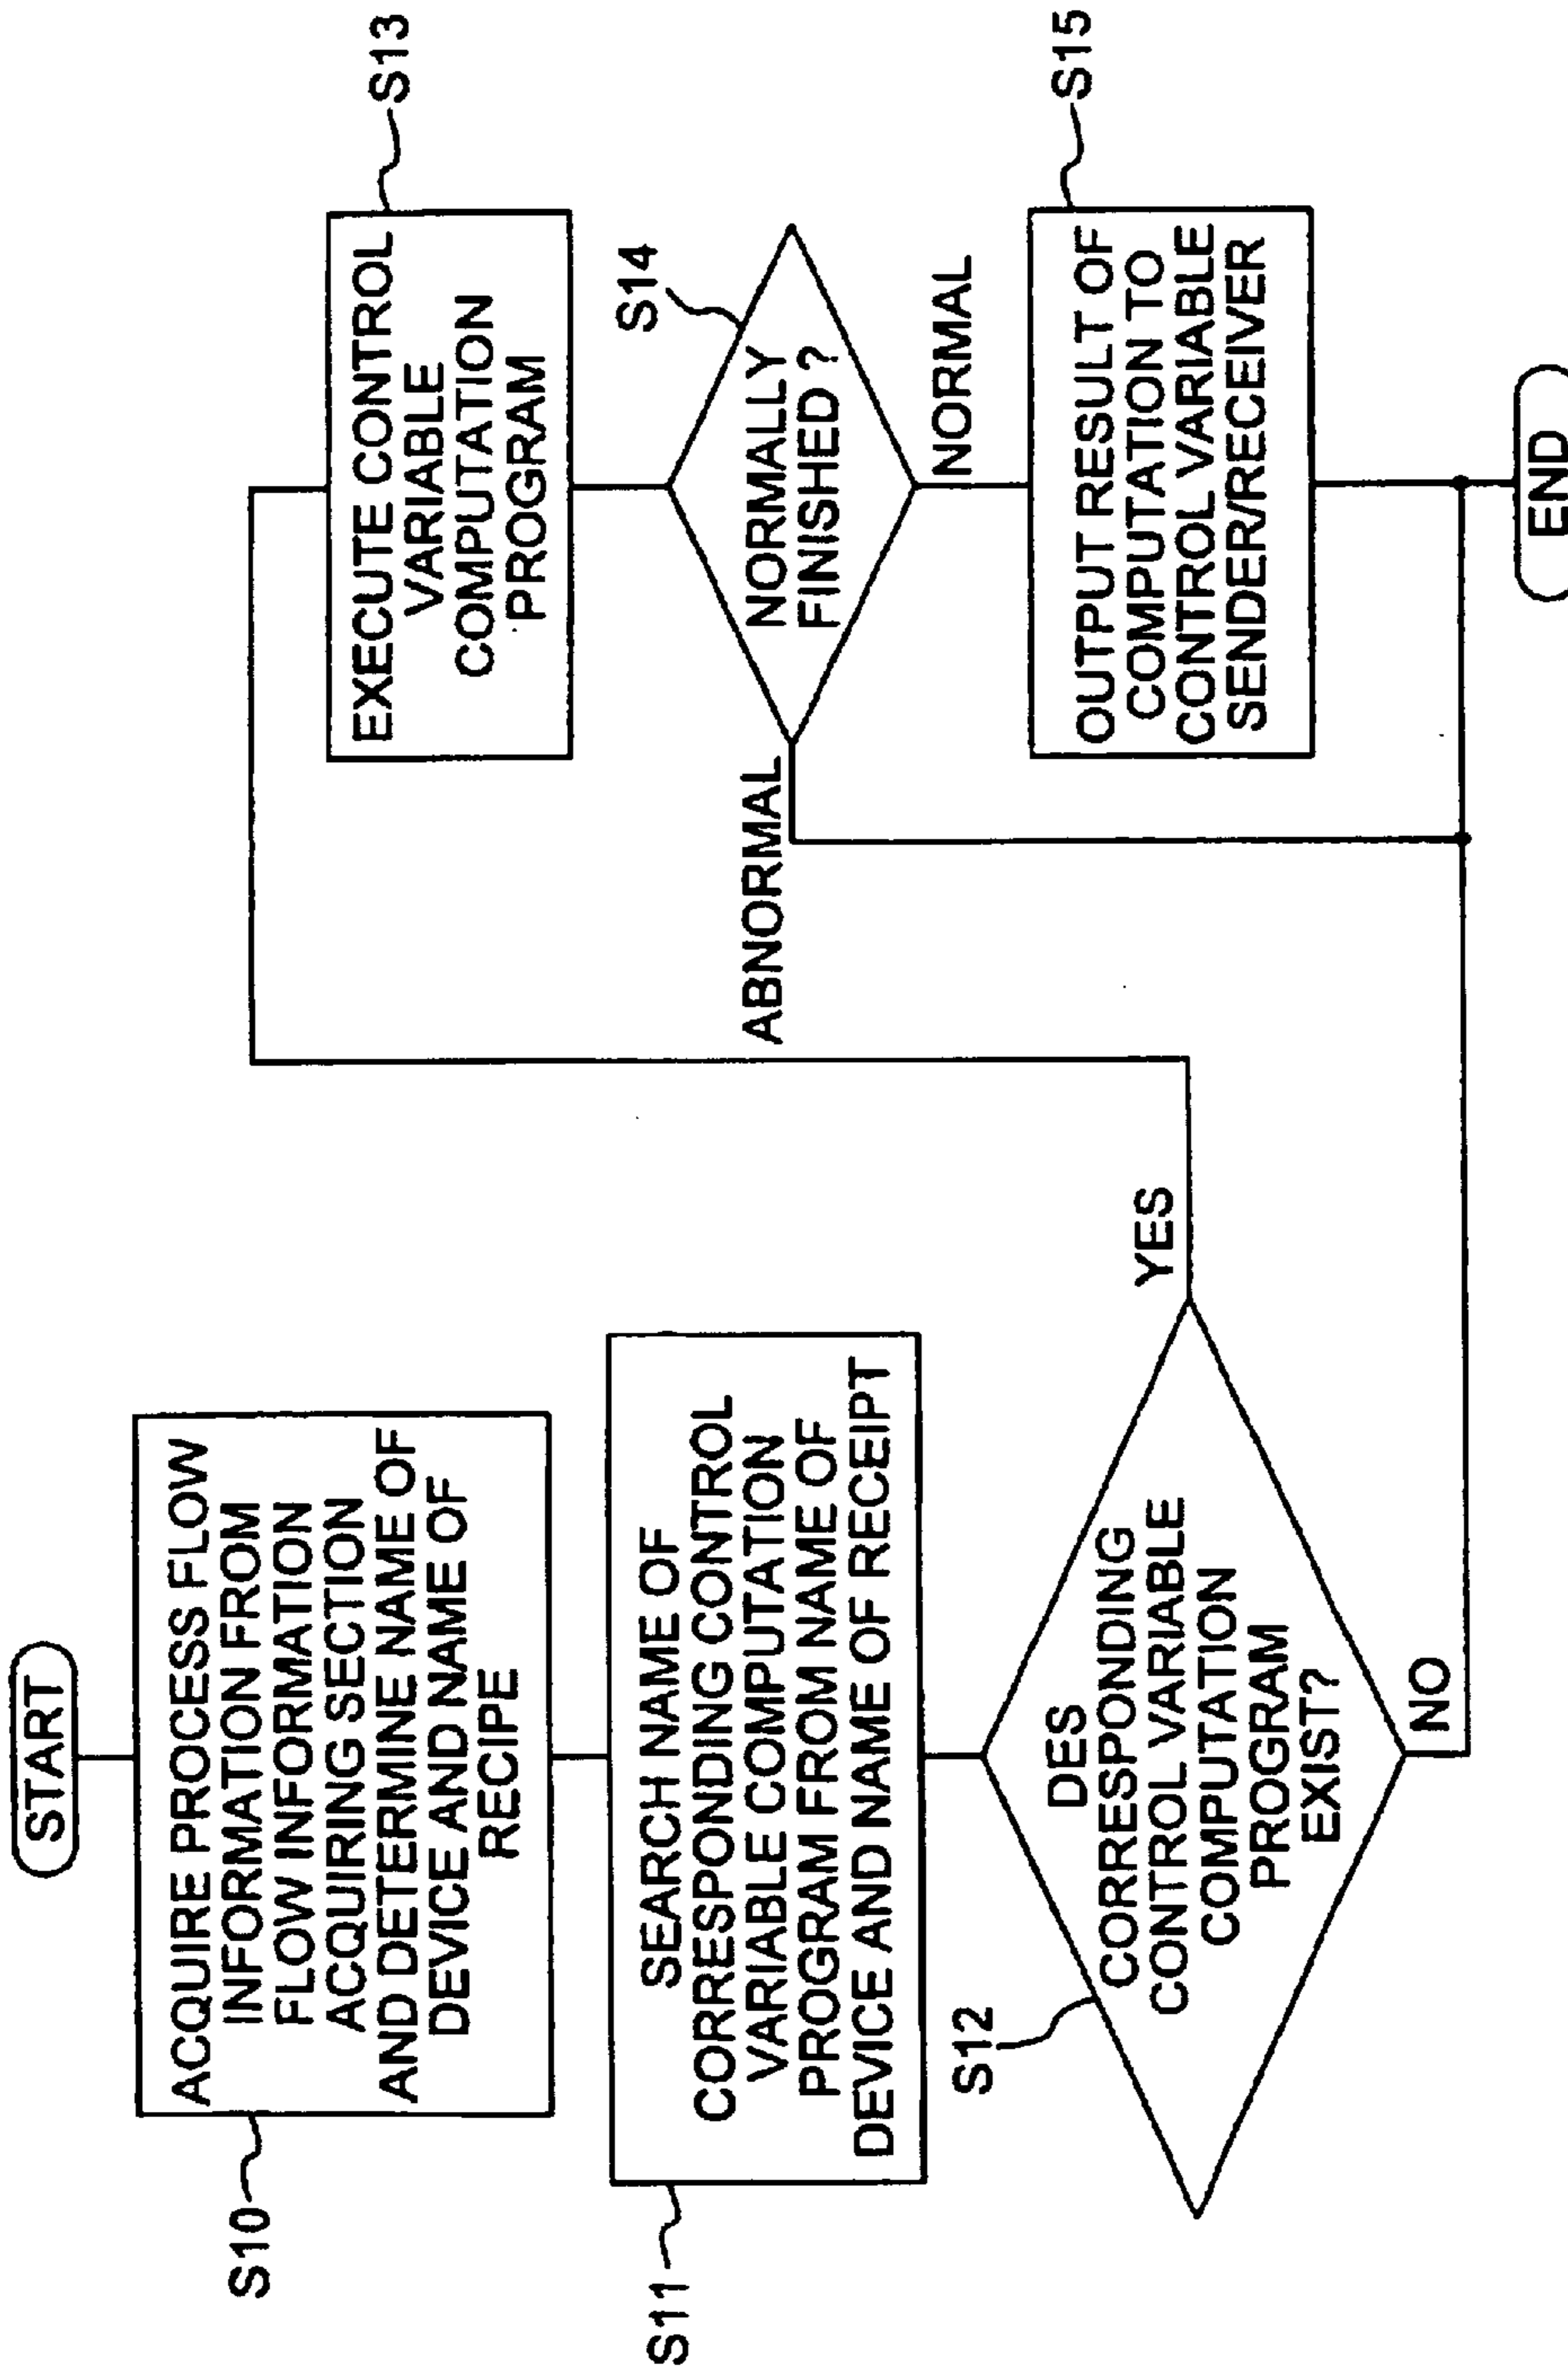 START
S10
ACQUIRE PROCESS FLOW
INFORMATION FROM
FLOW INFORMATION
ACQUIRING SECTION
AND DETERMINE NAME OF
DEVICE AND NAME OF
RECIPE
S11
SEARCH NAME OF
CORRESPONDING CONTROL
VARIABLE COMPUTATION
PROGRAM FROM NAME OF
DEVICE AND NAME OF RECEIPT
S12
DES
CORRESPONDING
CONTROL VARIABLE
COMPUTATION
PROGRAM
EXIST?
YES
NO
S13
EXECUTE CONTROL
VARIABLE
COMPUTATION
PROGRAM
S14
NORMALLY
FINISHED ?
ABNORMAL
NORMAL
S15
OUTPUT RESULT OF
COMPUTATION TO
CONTROL VARIABLE
SENDER/RECEIVER
END